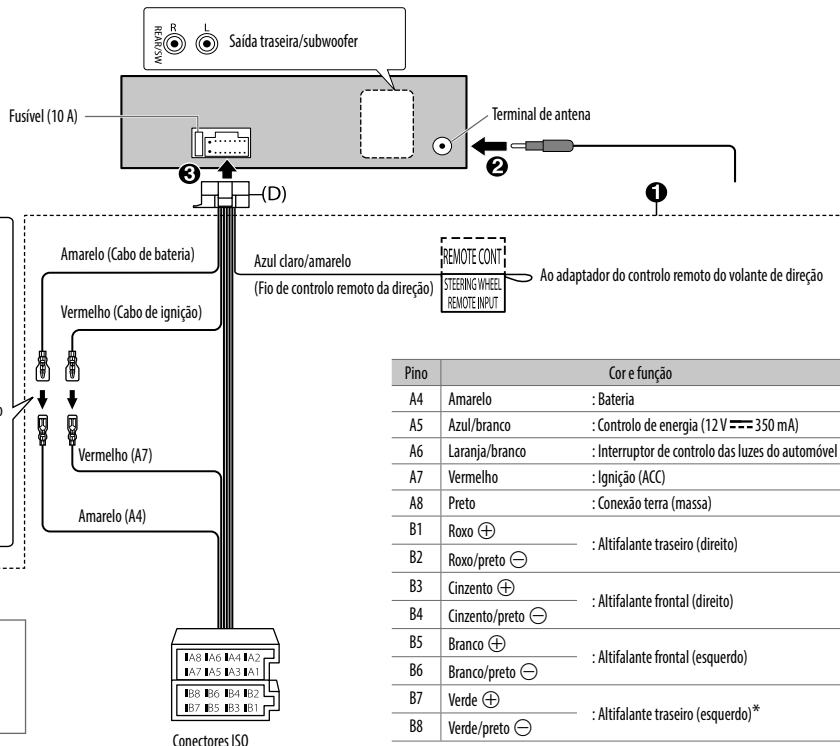 REAR/SW
R L
Saída traseira/subwoofer
Fusível (10 A)
Terminal de antena
3
2
1
(D)
Amarelo (Cabo de bateria)
Azul claro/amarelo
(Fio de controlo remoto da direção)
REMOTE CONT
STEERING WHEEL
REMOTE INPUT
Ao adaptador do controlo remoto do volante de direção
Vermelho (Cabo de ignição)
o
Vermelho (A7)
Amarelo (A4)
Pino Cor e função
A4 Amarelo : Bateria
A5 Azul/branco : Controlo de energia (12 V ⎓ 350 mA)
A6 Laranja/branco : Interruptor de controlo das luzes do automóvel
A7 Vermelho : Ignição (ACC)
A8 Preto : Conexão terra (massa)
B1 Roxo ⊕
: Altifalante traseiro (direito)
B2 Roxo/preto ⊖
B3 Cinzento ⊕
: Altifalante frontal (direito)
B4 Cinzento/preto ⊖
B5 Branco ⊕
: Altifalante frontal (esquerdo)
B6 Branco/preto ⊖
B7 Verde ⊕
: Altifalante traseiro (esquerdo)*
B8 Verde/preto ⊖
A8 A6 A4 A2
A7 A5 A3 A1
B8 B6 B4 B2
B7 B5 B3 B1
Conectores ISO